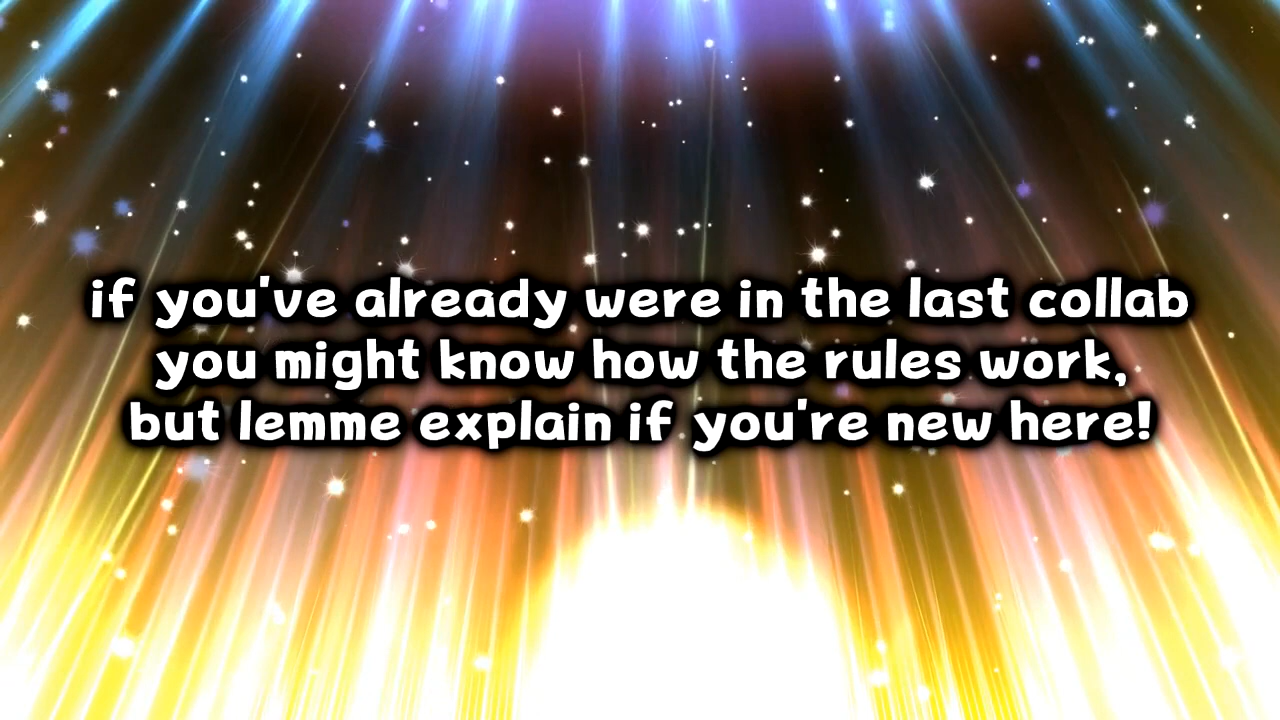 if you've already were in the last collab
you might know how the rules work,
but lemme explain if you're new here!